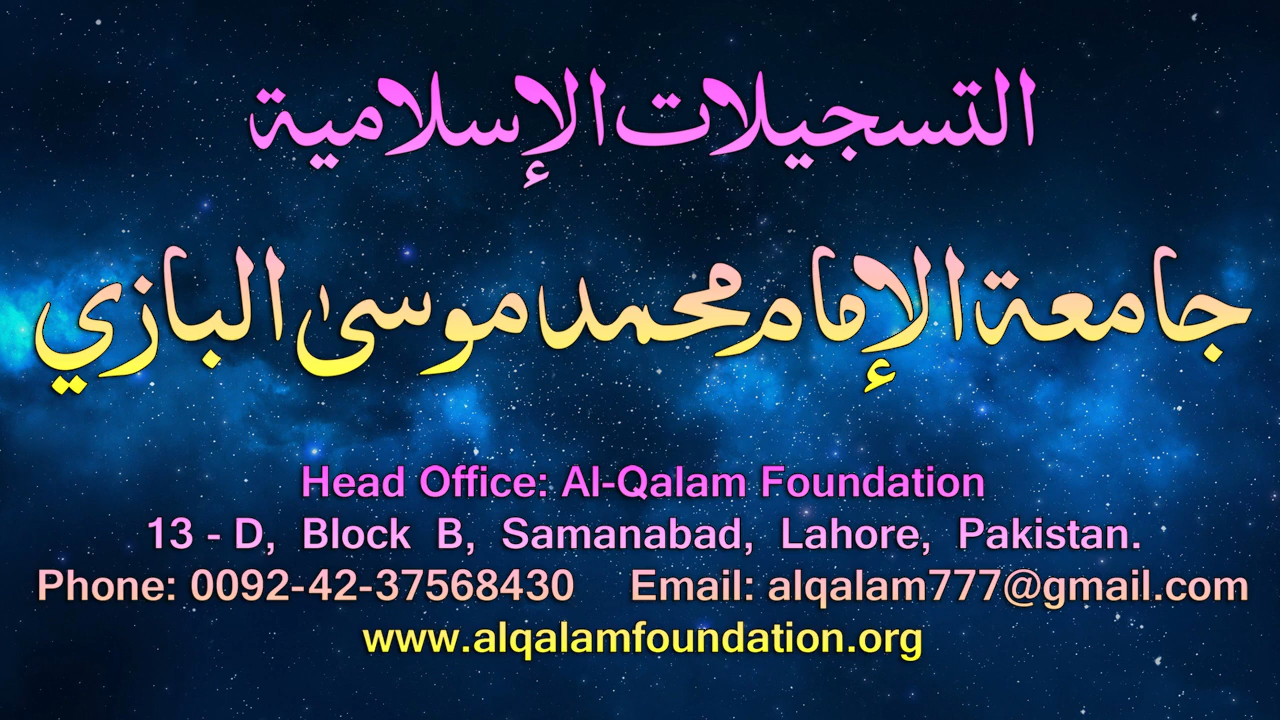 التسجيلات الإسلامية
جامعة الإمام محمد موسىٰ البازي
Head Office: Al-Qalam Foundation
13 - D, Block B, Samanabad, Lahore, Pakistan.
Phone: 0092-42-37568430 Email: alqalam777@gmail.com
www.alqalamfoundation.org